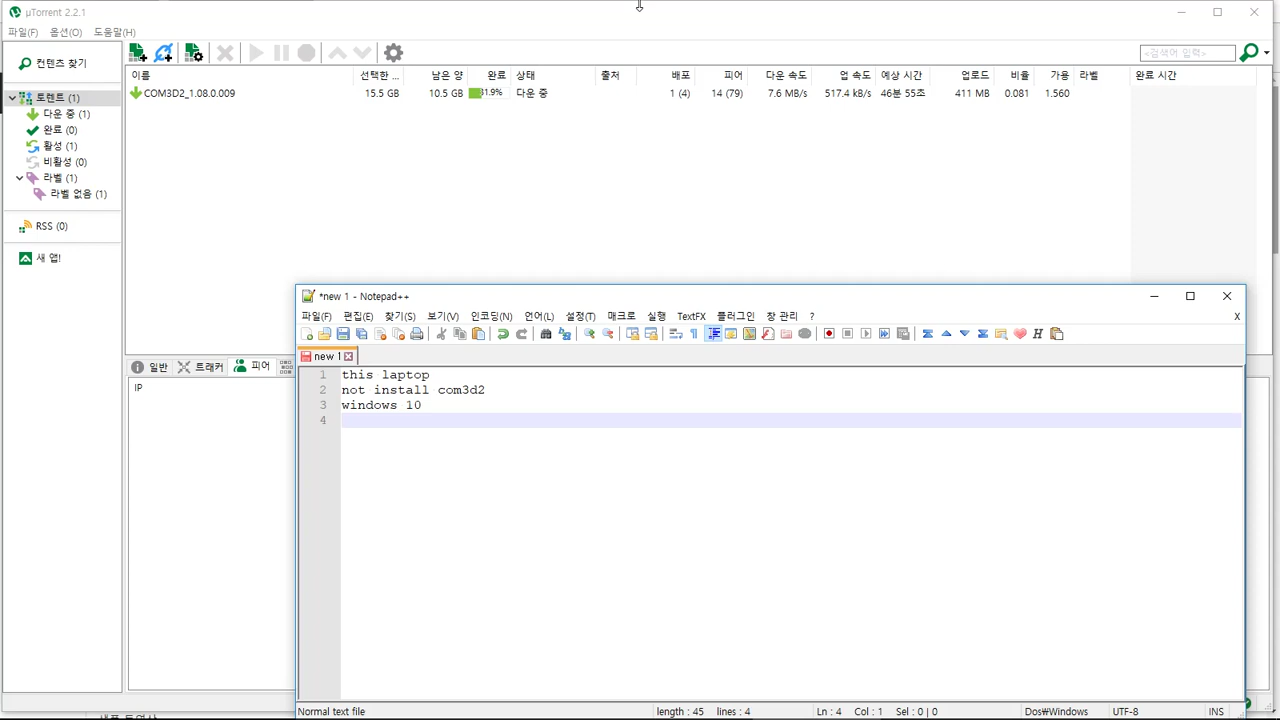 µTorrent 2.2.1
파일(F) 옵션(O) 도움말(H)
컨텐츠 찾기
<검색어 입력>
이름 선택한 ... 남은 양 완료 상태 출저 배포 피어 다운 속도 업 속도 예상 시간 업로드 비율 가용 라벨 완료 시간
COM3D2_1.08.0.009 15.5 GB 10.5 GB 31.9% 다운 중 1 (4) 14 (79) 7.6 MB/s 517.4 kB/s 46분 55초 411 MB 0.081 1.560
토렌트 (1)
다운 중 (1)
완료 (0)
활성 (1)
비활성 (0)
라벨 (1)
라벨 없음 (1)
RSS (0)
새 앱!
일반 트래커 피어
IP
*new 1 - Notepad++
파일(F) 편집(E) 찾기(S) 보기(V) 인코딩(N) 언어(L) 설정(T) 매크로 실행 TextFX 플러그인 창 관리 ? X
new 1
1 this laptop
2 not install com3d2
3 windows 10
4
Normal text file length : 45 lines : 4 Ln : 4 Col : 1 Sel : 0 | 0 Dos₩Windows UTF-8 INS